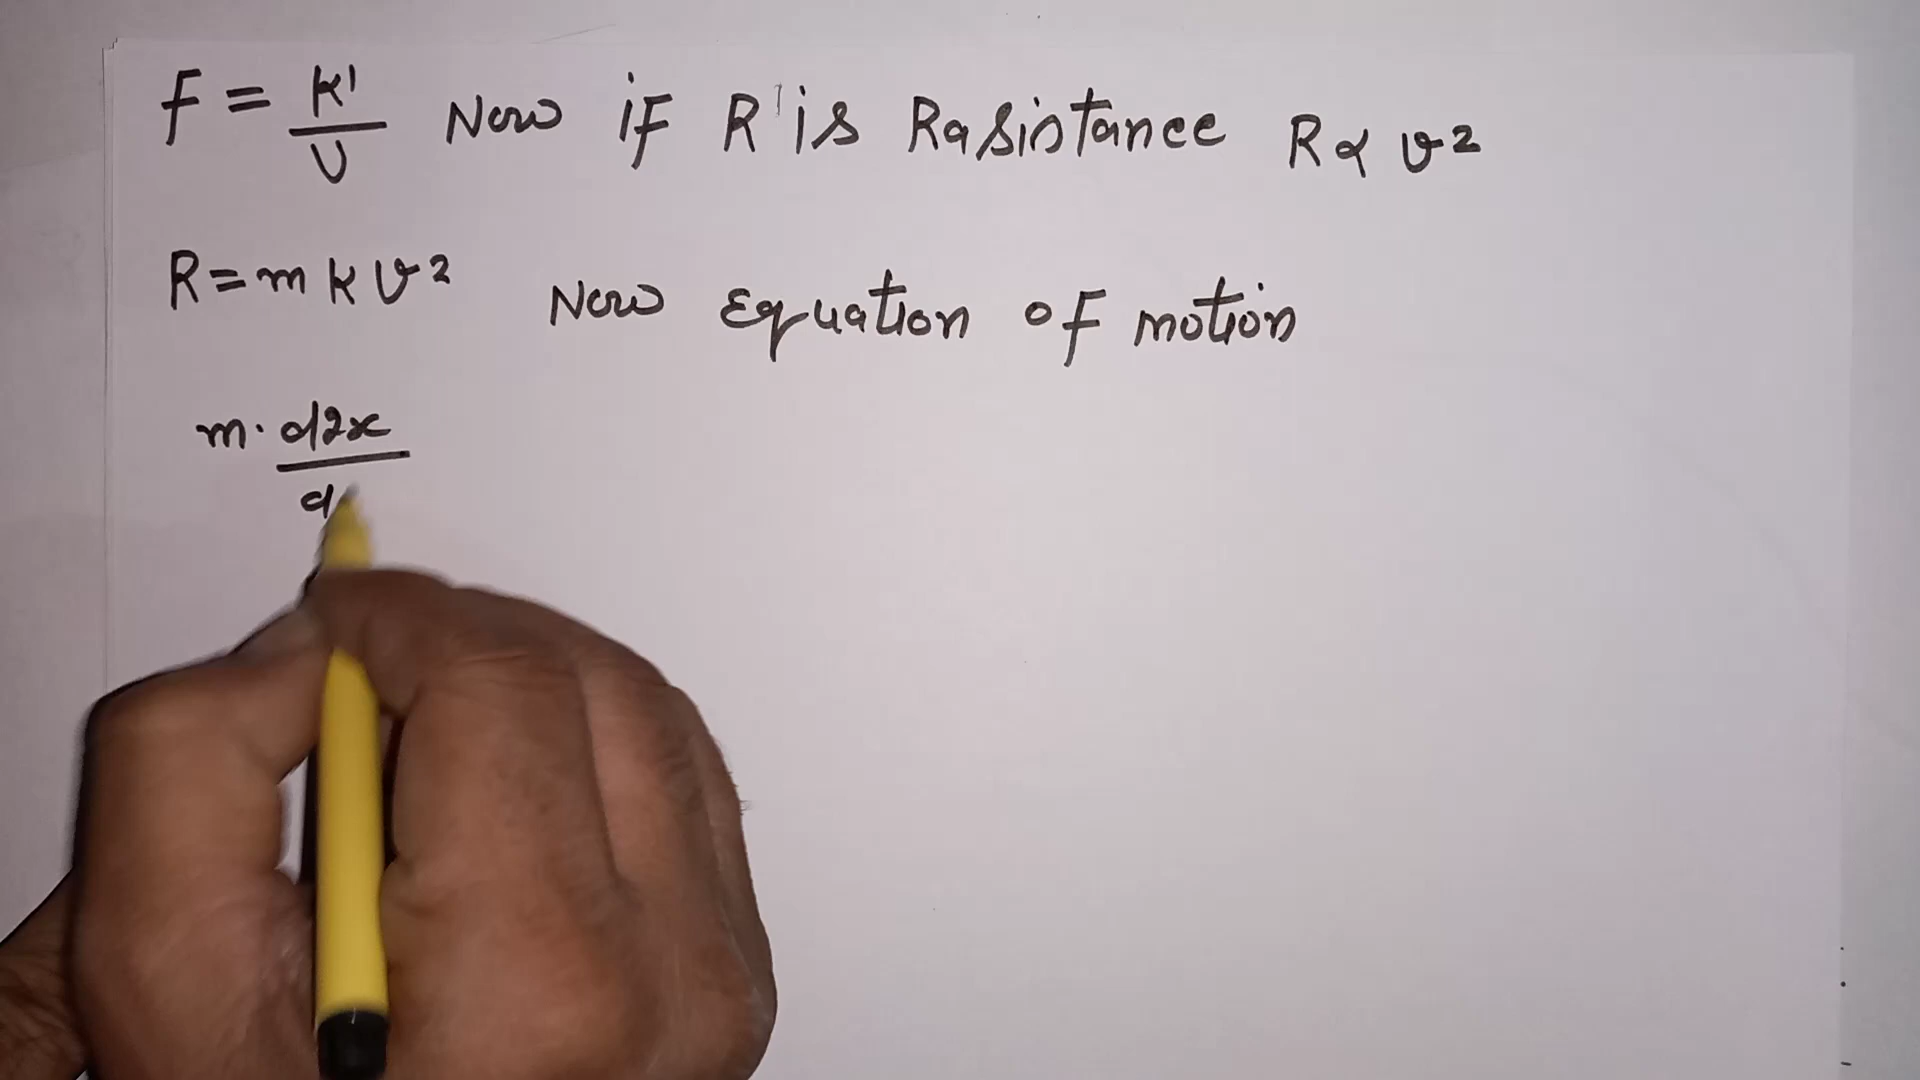 F = K'/V Now if R is Rasistance R ∝ v²
R = m k v² Now Equation of motion
m. d2x
d